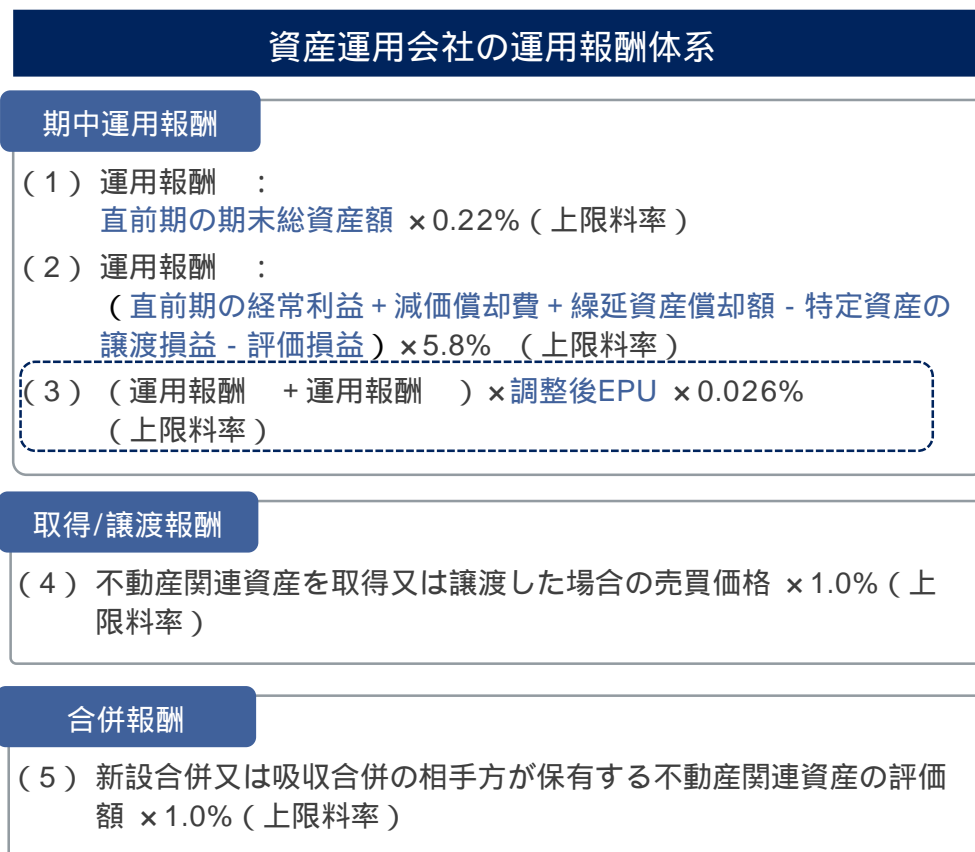 資産運用会社の運用報酬体系
期中運用報酬
(1) 運用報酬 :
直前期の期末総資産額 ×0.22%(上限料率)
(2) 運用報酬 :
(直前期の経常利益+減価償却費+繰延資産償却額-特定資産の
譲渡損益-評価損益)×5.8% (上限料率)
(3) (運用報酬 +運用報酬 )×調整後EPU ×0.026%
(上限料率)
取得/譲渡報酬
(4) 不動産関連資産を取得又は譲渡した場合の売買価格 ×1.0%(上
限料率)
合併報酬
(5) 新設合併又は吸収合併の相手方が保有する不動産関連資産の評価
額 ×1.0%(上限料率)